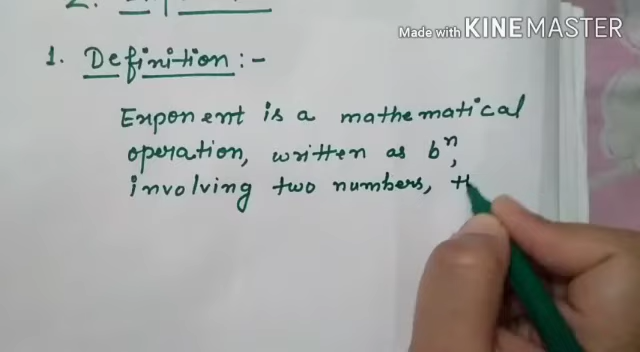 Made with KINEMASTER
1. Definition :-
Exponent is a mathematical
operation, written as bⁿ,
involving two numbers, t